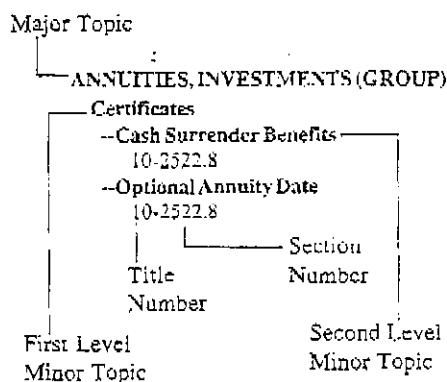 Major Topic
ANNUITIES, INVESTMENTS (GROUP)
Certificates
--Cash Surrender Benefits
10-2522.8
--Optional Annuity Date
10-2522.8
Section
Number
Title
Number
First Level
Minor Topic
Second Level
Minor Topic